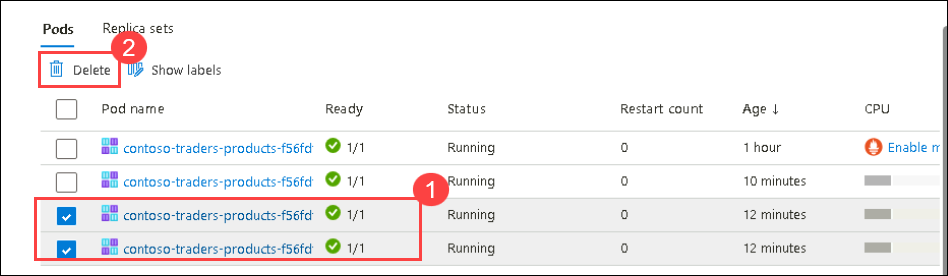 Pods Replica sets
2
Delete Show labels
Pod name Ready Status Restart count Age ↓ CPU
contoso-traders-products-f56fd 1/1 Running 0 1 hour Enable m
contoso-traders-products-f56fd 1/1 Running 0 10 minutes
1
contoso-traders-products-f56fd 1/1 Running 0 12 minutes
contoso-traders-products-f56fd 1/1 Running 0 12 minutes